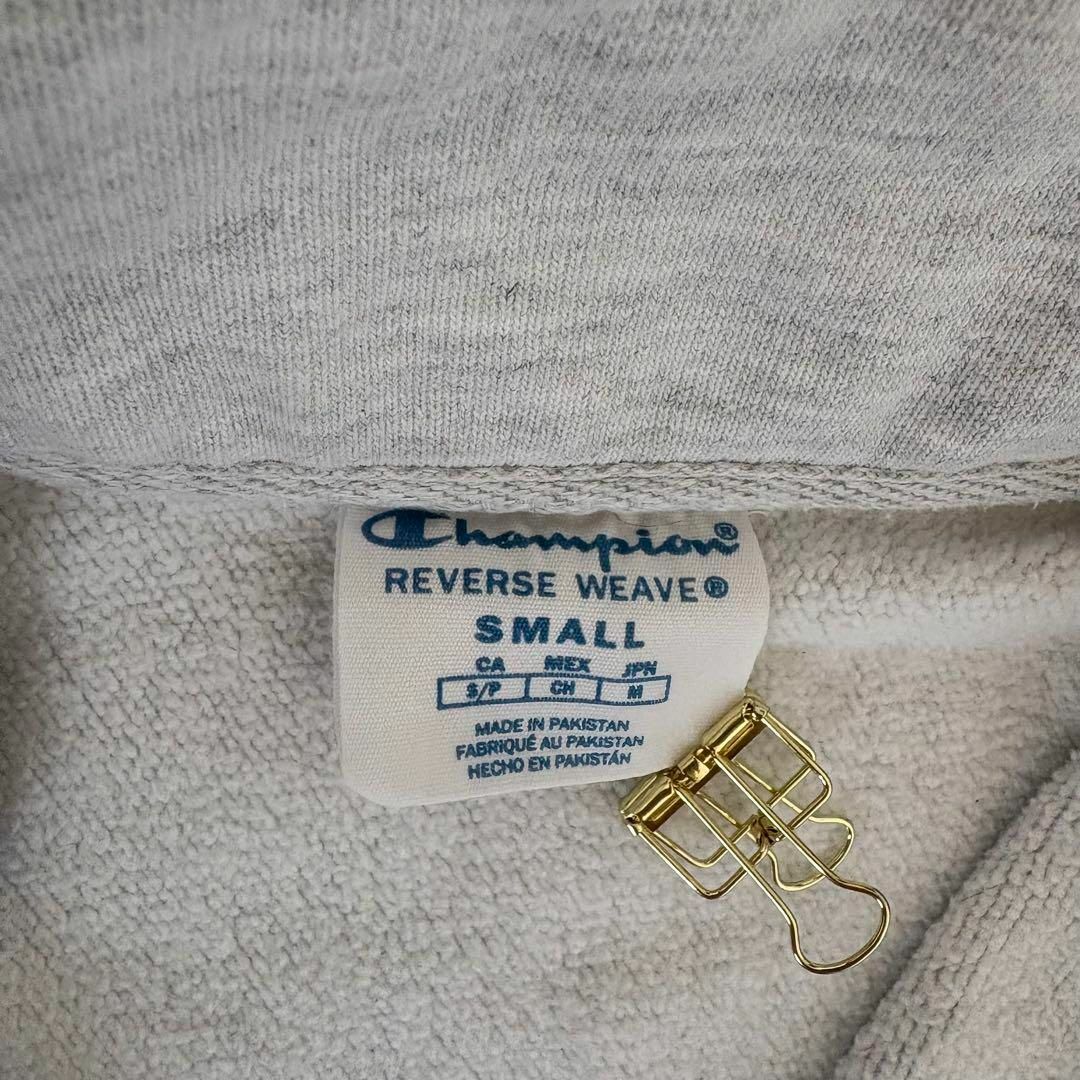 Champion®
REVERSE WEAVE®
SMALL
CA MEX JPN
S/P CH M
MADE IN PAKISTAN
FABRIQUÉ AU PAKISTAN
HECHO EN PAKISTÁN